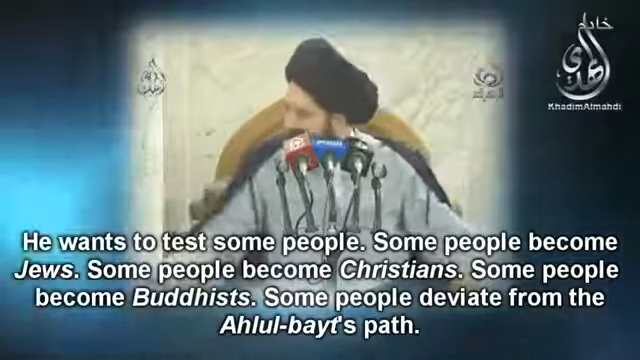 خادم
المهدي
KhadimAlmahdi
He wants to test some people. Some people become
Jews. Some people become Christians. Some people
become Buddhists. Some people deviate from the
Ahlul-bayt's path.